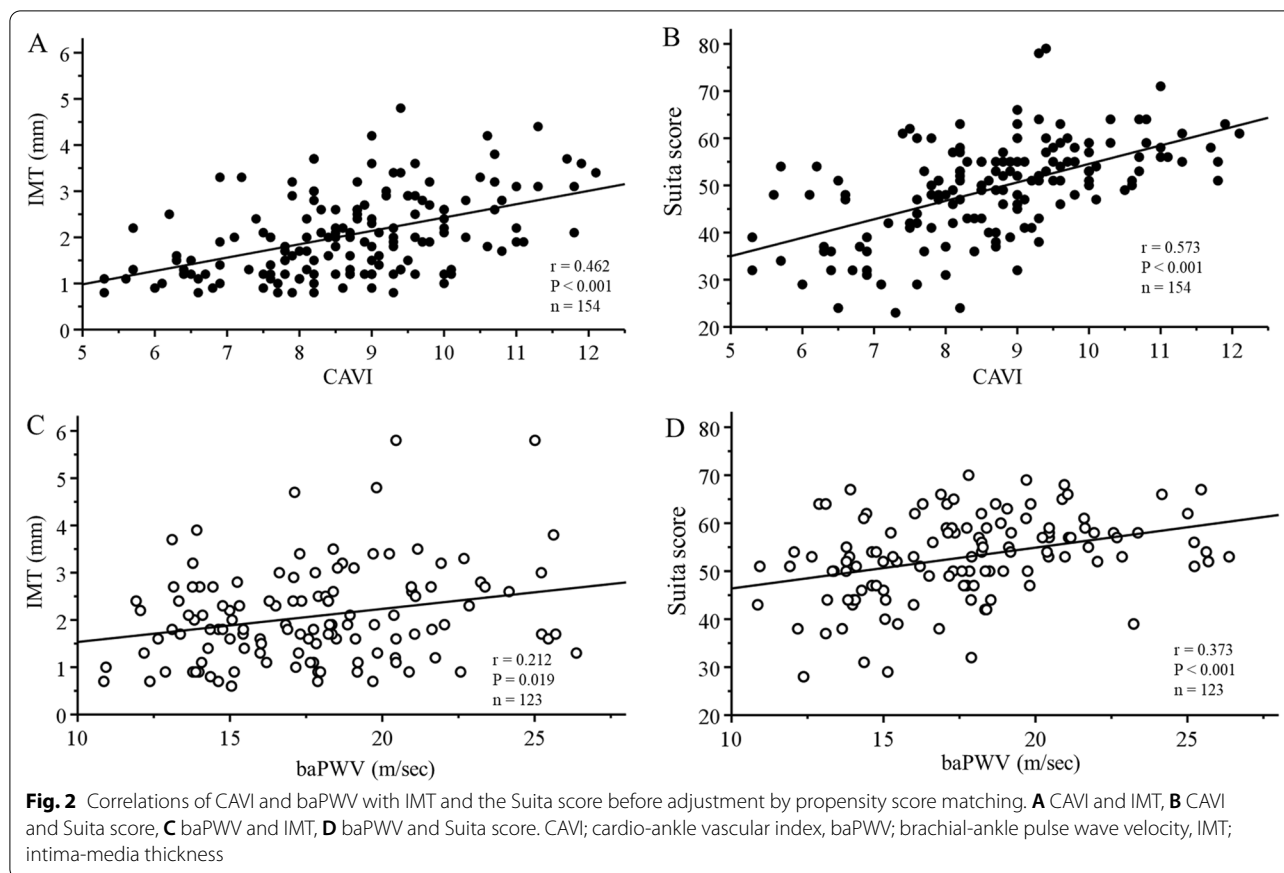 A
6
5
4
3
2
1
0
IMT (mm)
5 6 7 8 9 10 11 12
CAVI
r = 0.462
P < 0.001
n = 154
B
80
70
60
50
40
30
20
Suita score
5 6 7 8 9 10 11 12
CAVI
r = 0.573
P < 0.001
n = 154
C
6
5
4
3
2
1
0
IMT (mm)
10 15 20 25
baPWV (m/sec)
r = 0.212
P = 0.019
n = 123
D
80
70
60
50
40
30
20
Suita score
10 15 20 25
baPWV (m/sec)
r = 0.373
P < 0.001
n = 123
Fig. 2 Correlations of CAVI and baPWV with IMT and the Suita score before adjustment by propensity score matching. A CAVI and IMT, B CAVI
and Suita score, C baPWV and IMT, D baPWV and Suita score. CAVI; cardio-ankle vascular index, baPWV; brachial-ankle pulse wave velocity, IMT;
intima-media thickness